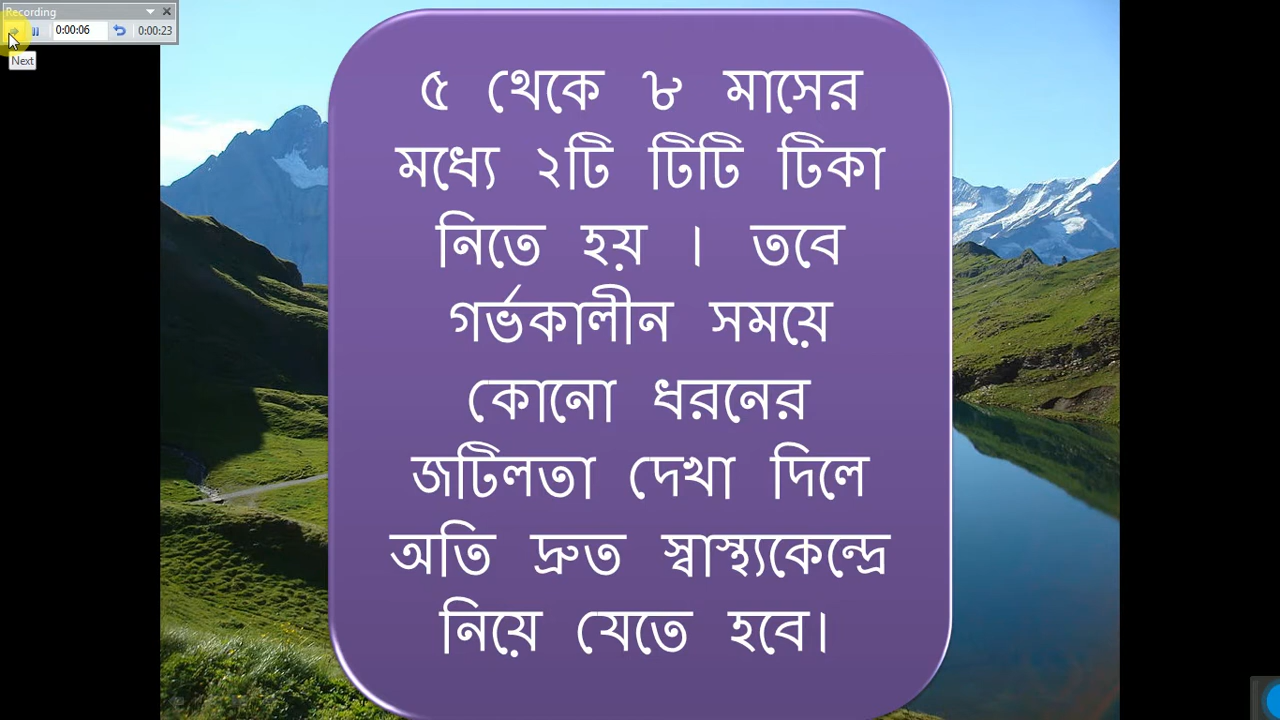 Recording
0:00:06
0:00:23
Next
৫ থেকে ৮ মাসের
মধ্যে ২টি টিটি টিকা
নিতে হয় । তবে
গর্ভকালীন সময়ে
কোনো ধরনের
জটিলতা দেখা দিলে
অতি দ্রুত স্বাস্থ্যকেন্দ্রে
নিয়ে যেতে হবে।